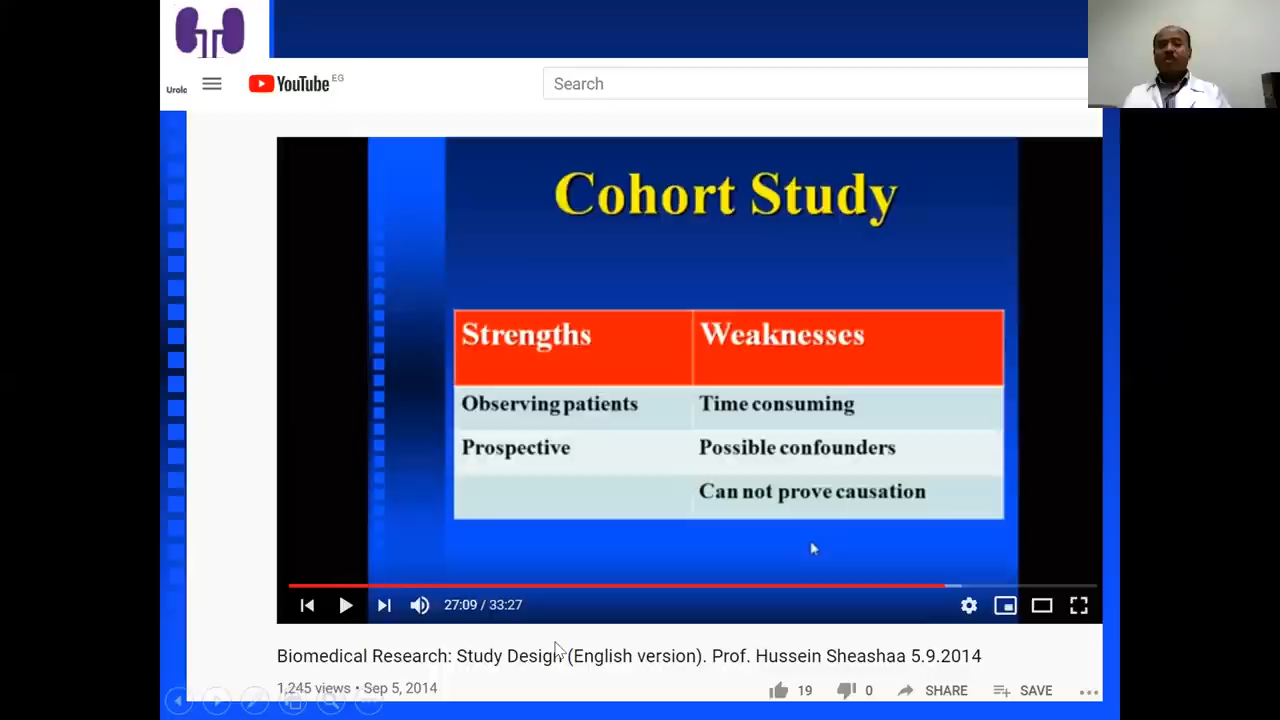 Urolo
YouTube EG
Search
Cohort Study
Strengths
Weaknesses
Observing patients
Time consuming
Prospective
Possible confounders
Can not prove causation
27:09 / 33:27
Biomedical Research: Study Design (English version). Prof. Hussein Sheashaa 5.9.2014
1,245 views • Sep 5, 2014
19
0
SHARE
SAVE